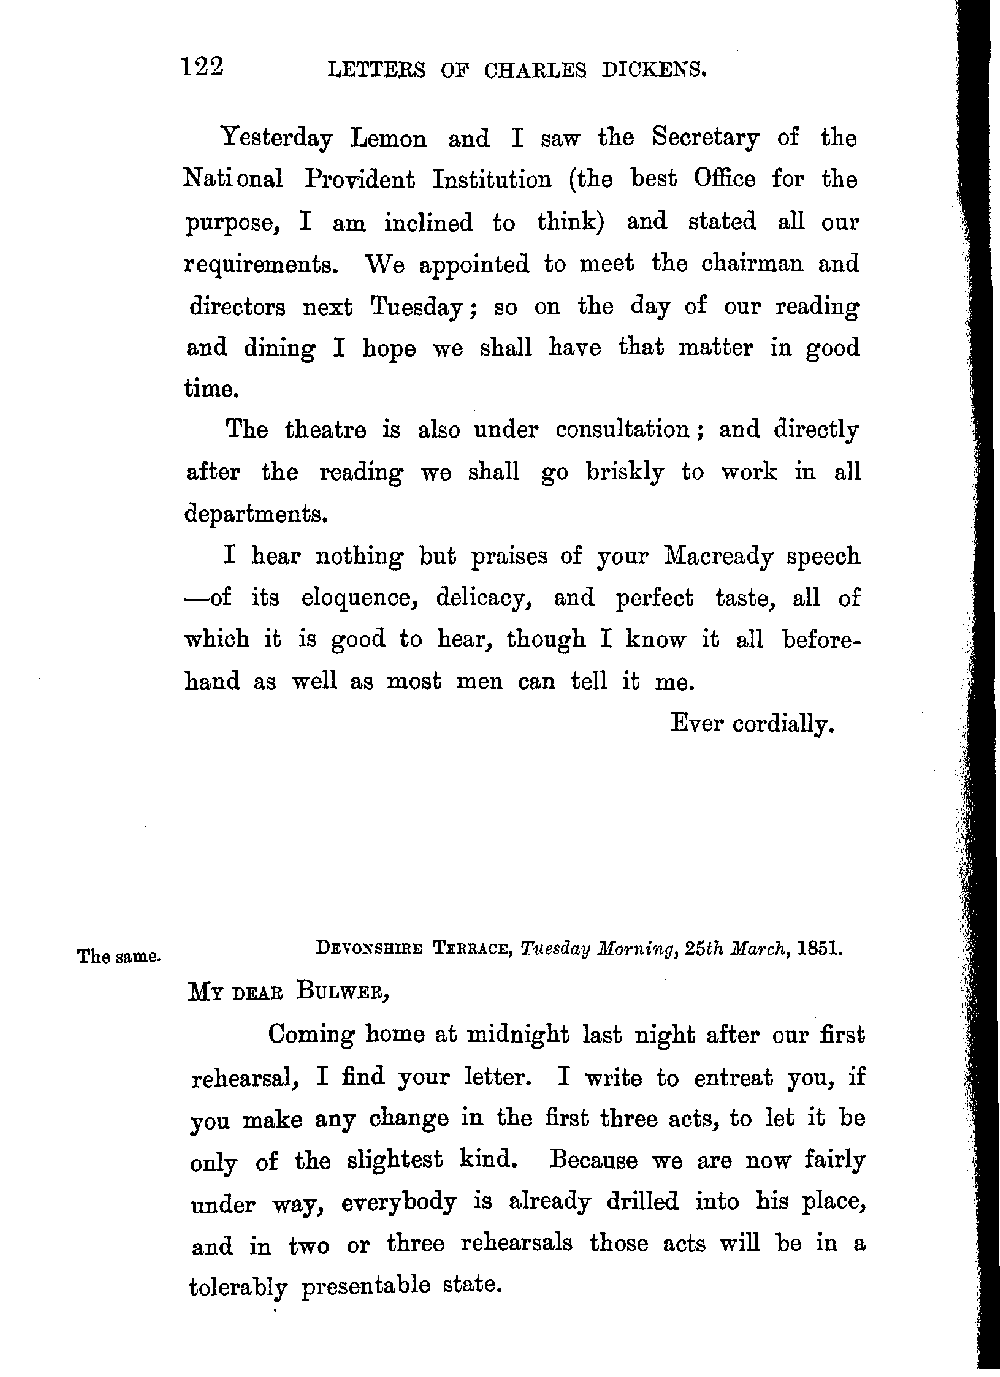 122 LETTERS OF CHARLES DICKENS.
Yesterday Lemon and I saw the Secretary of the
National Provident Institution (the best Office for the
purpose, I am inclined to think) and stated all our
requirements. We appointed to meet the chairman and
directors next Tuesday; so on the day of our reading
and dining I hope we shall have that matter in good
time.
The theatre is also under consultation; and directly
after the reading we shall go briskly to work in all
departments.
I hear nothing but praises of your Macready speech
—of its eloquence, delicacy, and perfect taste, all of
which it is good to hear, though I know it all before-
hand as well as most men can tell it me.
Ever cordially.
The same.
DEVONSHIRE TERRACE, Tuesday Morning, 25th March, 1851.
MY DEAR BULWER,
Coming home at midnight last night after our first
rehearsal, I find your letter. I write to entreat you, if
you make any change in the first three acts, to let it be
only of the slightest kind. Because we are now fairly
under way, everybody is already drilled into his place,
and in two or three rehearsals those acts will be in a
tolerably presentable state.